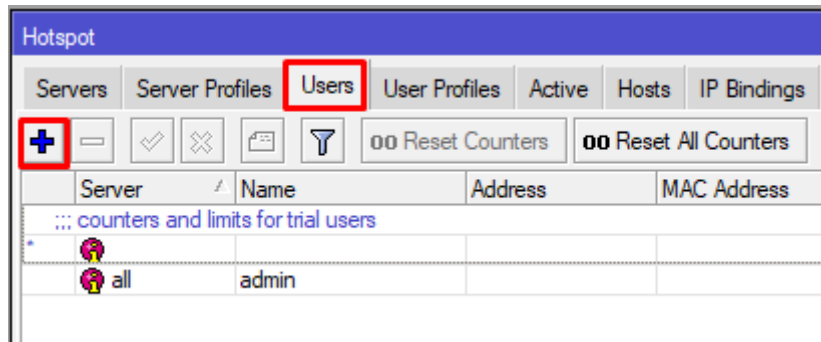 Hotspot
Servers Server Profiles Users User Profiles Active Hosts IP Bindings
00 Reset Counters 00 Reset All Counters
Server Name Address MAC Address
;;; counters and limits for trial users
*
all admin